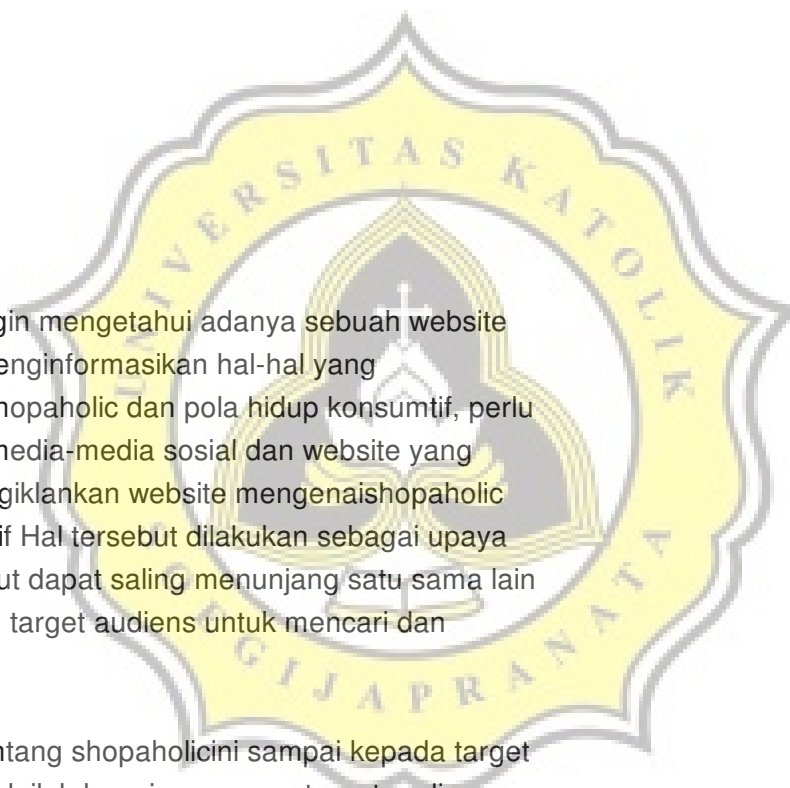 UNIVERSITAS KATOLIK
gin mengetahui adanya sebuah website
enginformasikan hal-hal yang
hopaholic dan pola hidup konsumtif, perlu
media-media sosial dan website yang
giklankan website mengenaishopaholic
if Hal tersebut dilakukan sebagai upaya
ut dapat saling menunjang satu sama lain
target audiens untuk mencari dan
SOEGIJAPRANATA
ntang shopaholicini sampai kepada target